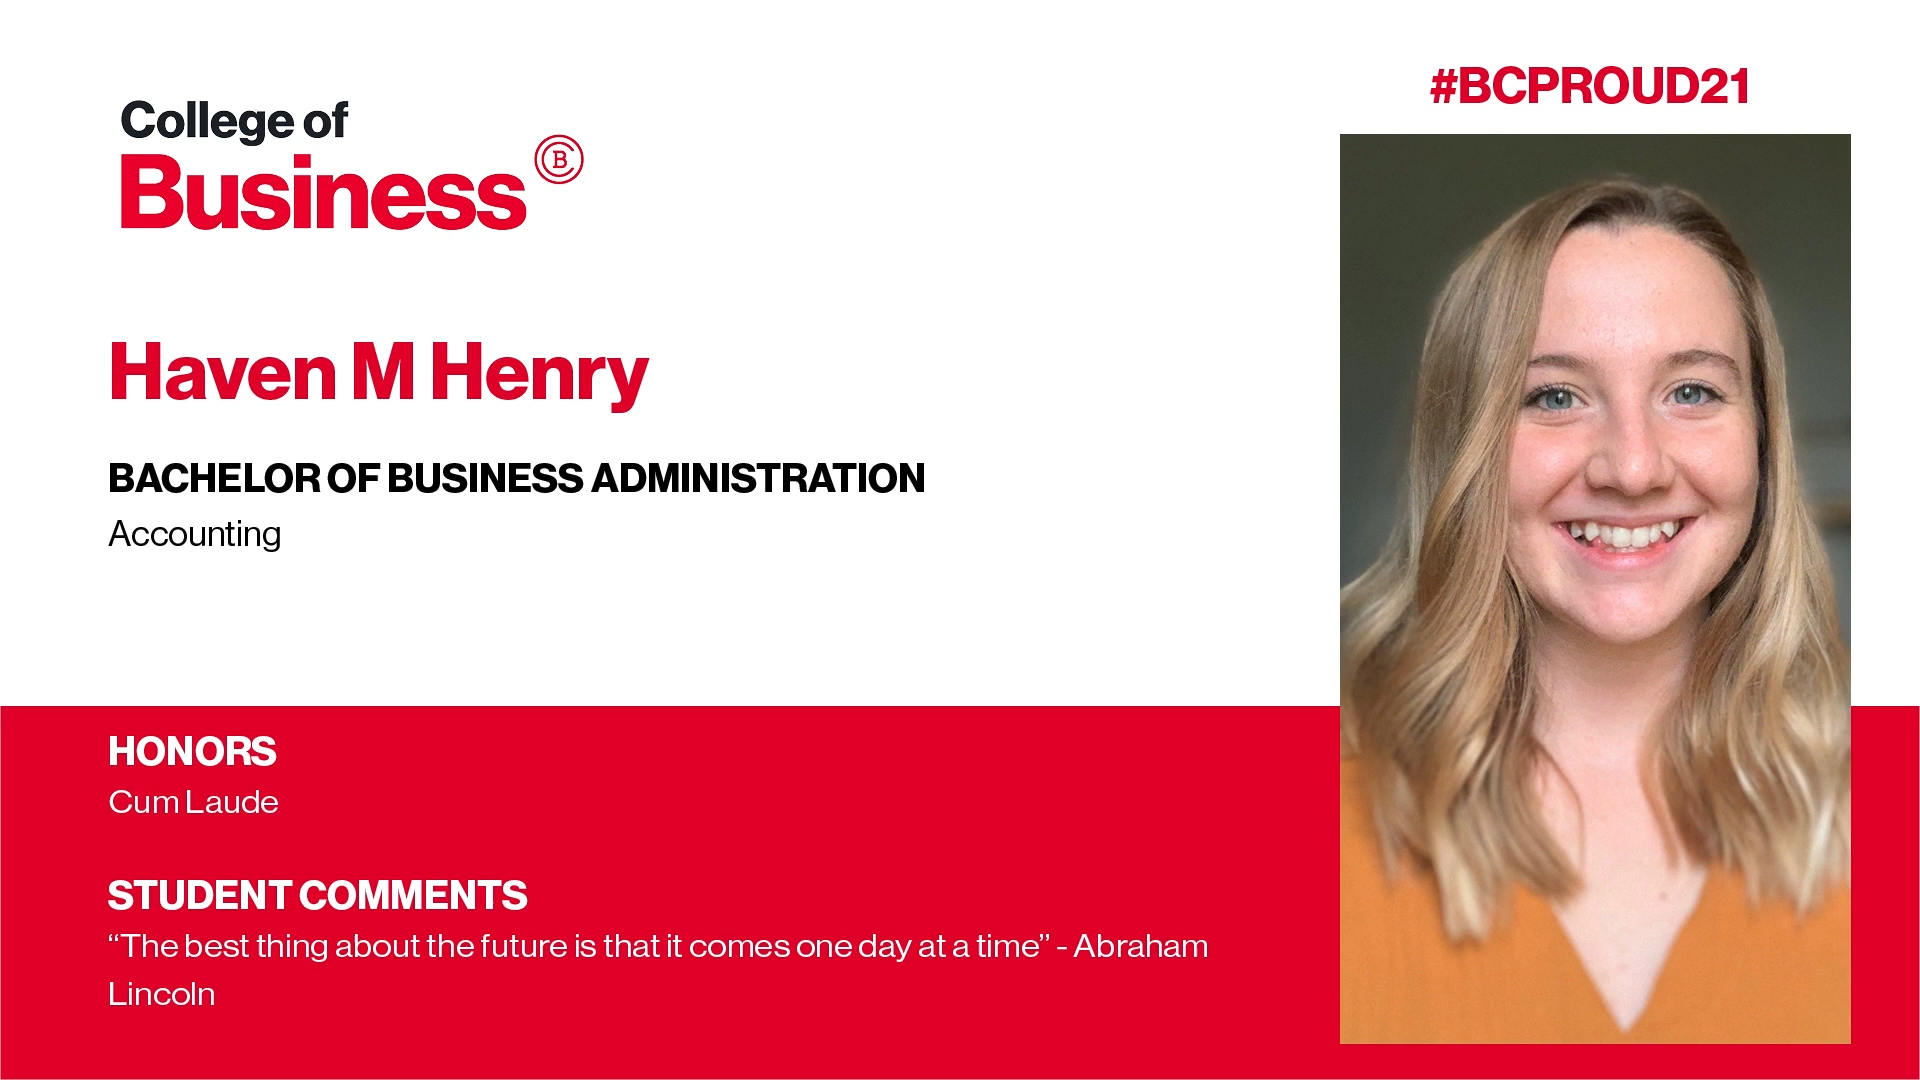 #BCPROUD21
College of
Business
CB
Haven M Henry
BACHELOR OF BUSINESS ADMINISTRATION
Accounting
HONORS
Cum Laude
STUDENT COMMENTS
“The best thing about the future is that it comes one day at a time” - Abraham
Lincoln